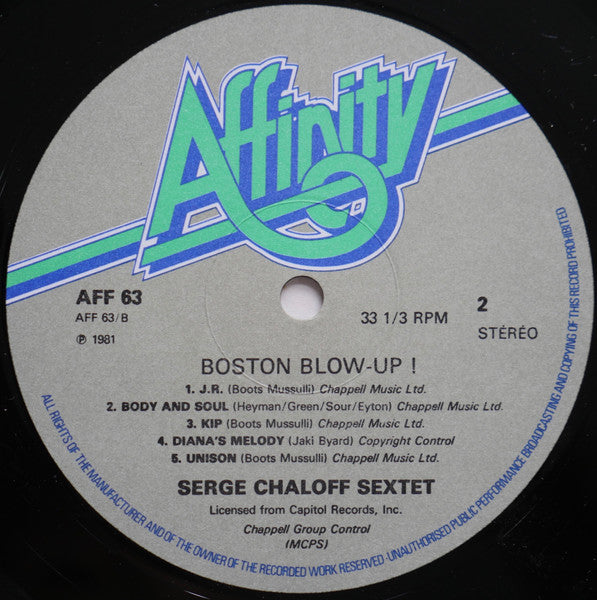 Affinity
AFF 63
AFF 63/B
℗ 1981
33 1/3 RPM
2
STÉRÉO
BOSTON BLOW-UP !
1. J.R. (Boots Mussulli) Chappell Music Ltd.
2. BODY AND SOUL (Heyman/Green/Sour/Eyton) Chappell Music Ltd.
3. KIP (Boots Mussulli) Chappell Music Ltd.
4. DIANA'S MELODY (Jaki Byard) Copyright Control
5. UNISON (Boots Mussulli) Chappell Music Ltd.
SERGE CHALOFF SEXTET
Licensed from Capitol Records, Inc.
Chappell Group Control
(MCPS)
ALL RIGHTS OF THE MANUFACTURER AND OF THE OWNER OF THE RECORDED WORK RESERVED · UNAUTHORISED PUBLIC PERFORMANCE BROADCASTING AND COPYING OF THIS RECORD PROHIBITED